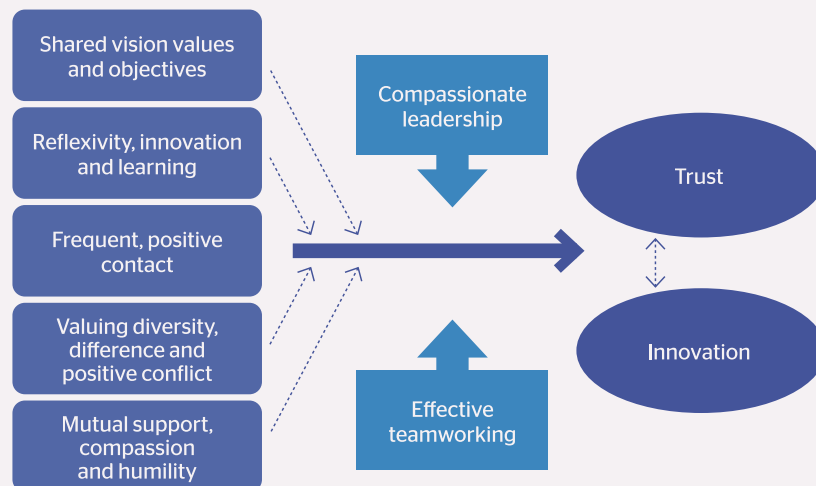 Shared vision values
and objectives
Reflexivity, innovation
and learning
Frequent, positive
contact
Valuing diversity,
difference and
positive conflict
Mutual support,
compassion
and humility
Compassionate
leadership
Effective
teamworking
Trust
Innovation